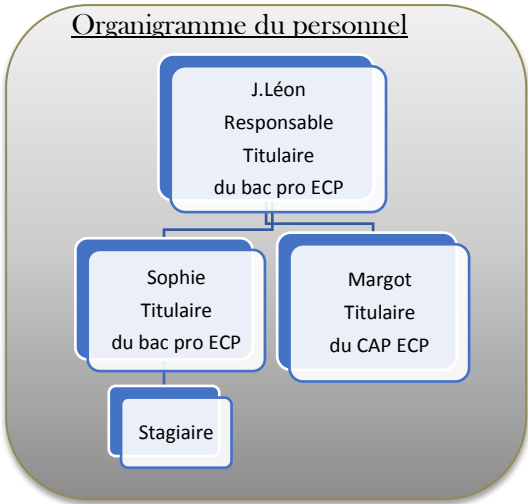 Organigramme du personnel
J.Léon
Responsable
Titulaire
du bac pro ECP
Sophie
Titulaire
du bac pro ECP
Margot
Titulaire
du CAP ECP
Stagiaire